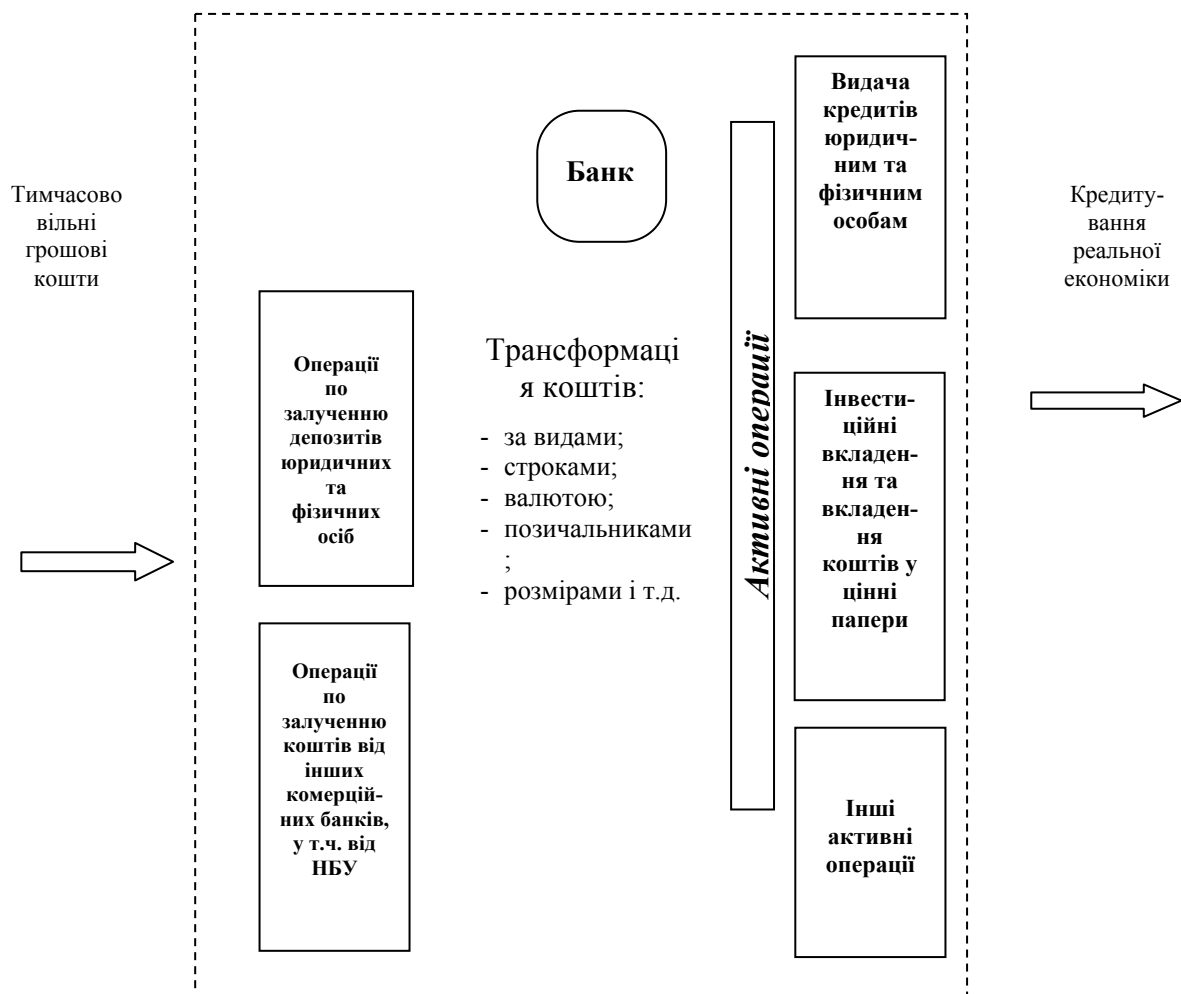 Тимчасово
вільні
грошові
кошти
Операції
по
залученню
депозитів
юридичних
та
фізичних
осіб
Операції
по
залученню
коштів від
інших
комерцій-
них банків,
у т.ч. від
НБУ
Банк
Трансформаці
я коштів:
- за видами;
- строками;
- валютою;
- позичальниками
;
- розмірами і т.д.
Активні операції
Видача
кредитів
юридич-
ним та
фізичним
особам
Інвести-
ційні
вкладен-
ня та
вкладен-
ня
коштів у
цінні
папери
Інші
активні
операції
Кредиту-
вання
реальної
економіки